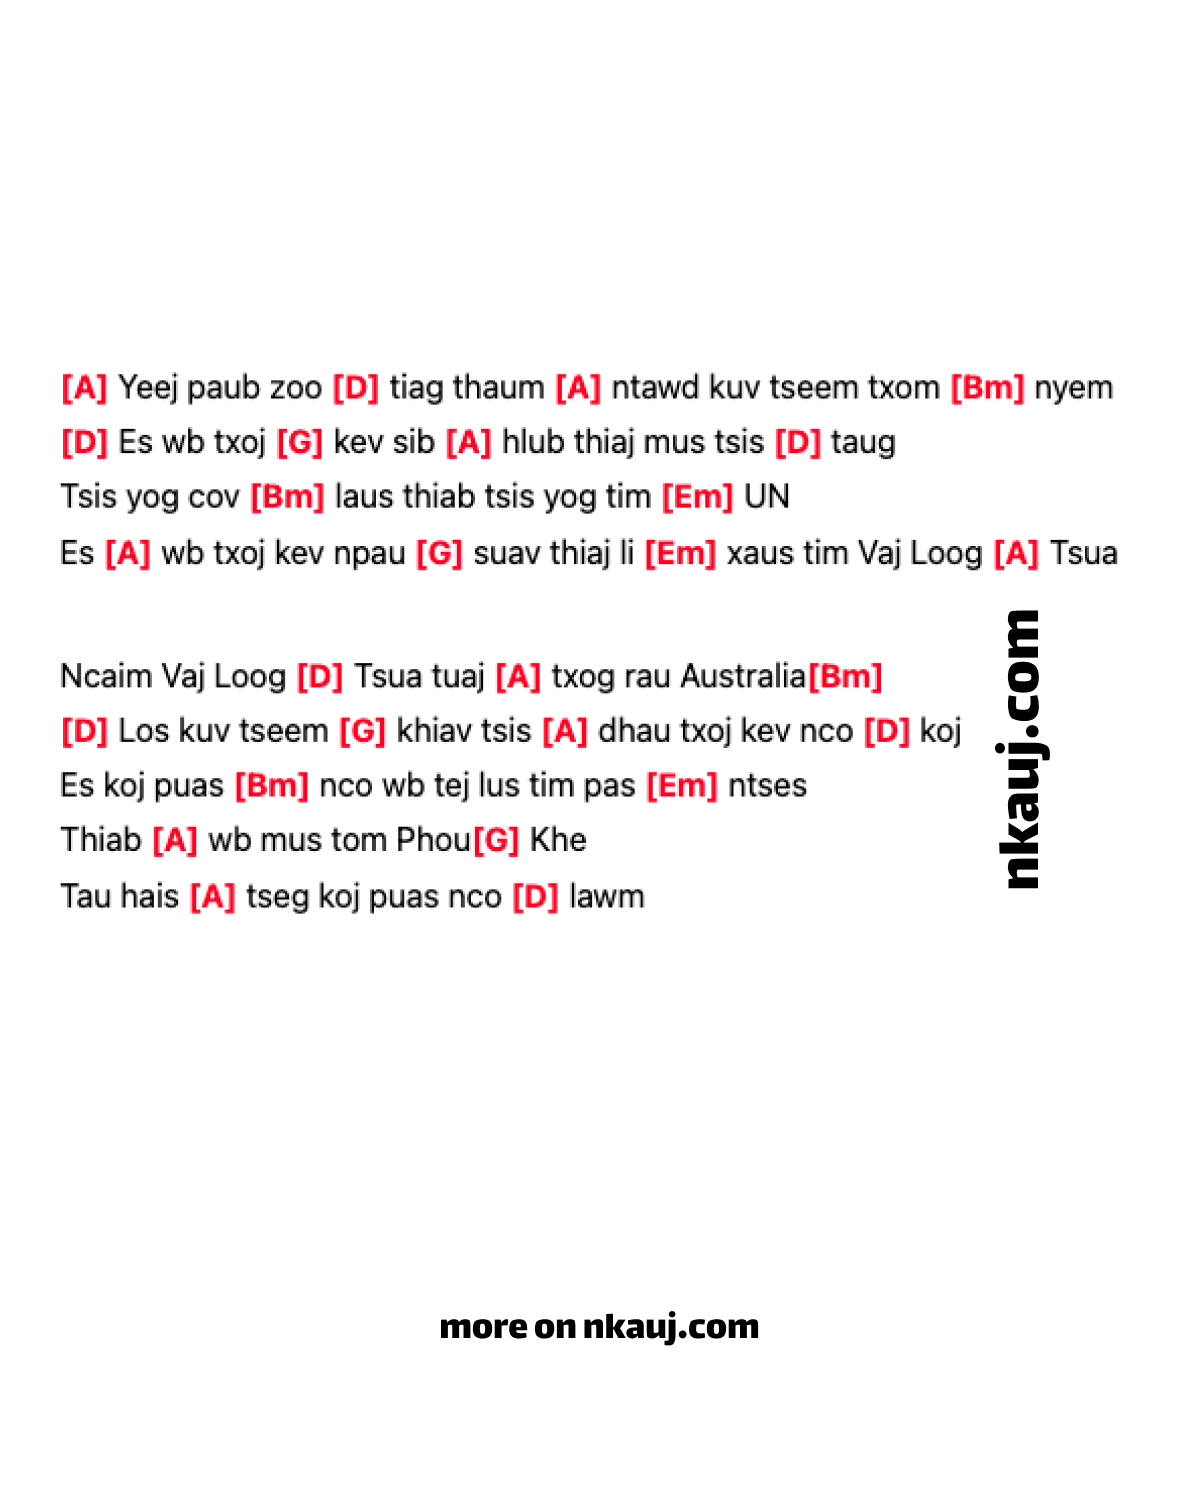 [A] Yeej paub zoo [D] tiag thaum [A] ntawd kuv tseem txom [Bm] nyem
[D] Es wb txoj [G] kev sib [A] hlub thiaj mus tsis [D] taug
Tsis yog cov [Bm] laus thiab tsis yog tim [Em] UN
Es [A] wb txoj kev npau [G] suav thiaj li [Em] xaus tim Vaj Loog [A] Tsua
Ncaim Vaj Loog [D] Tsua tuaj [A] txog rau Australia[Bm]
[D] Los kuv tseem [G] khiav tsis [A] dhau txoj kev nco [D] koj
Es koj puas [Bm] nco wb tej lus tim pas [Em] ntses
Thiab [A] wb mus tom Phou[G] Khe
Tau hais [A] tseg koj puas nco [D] lawm
nkauj.com
more on nkauj.com